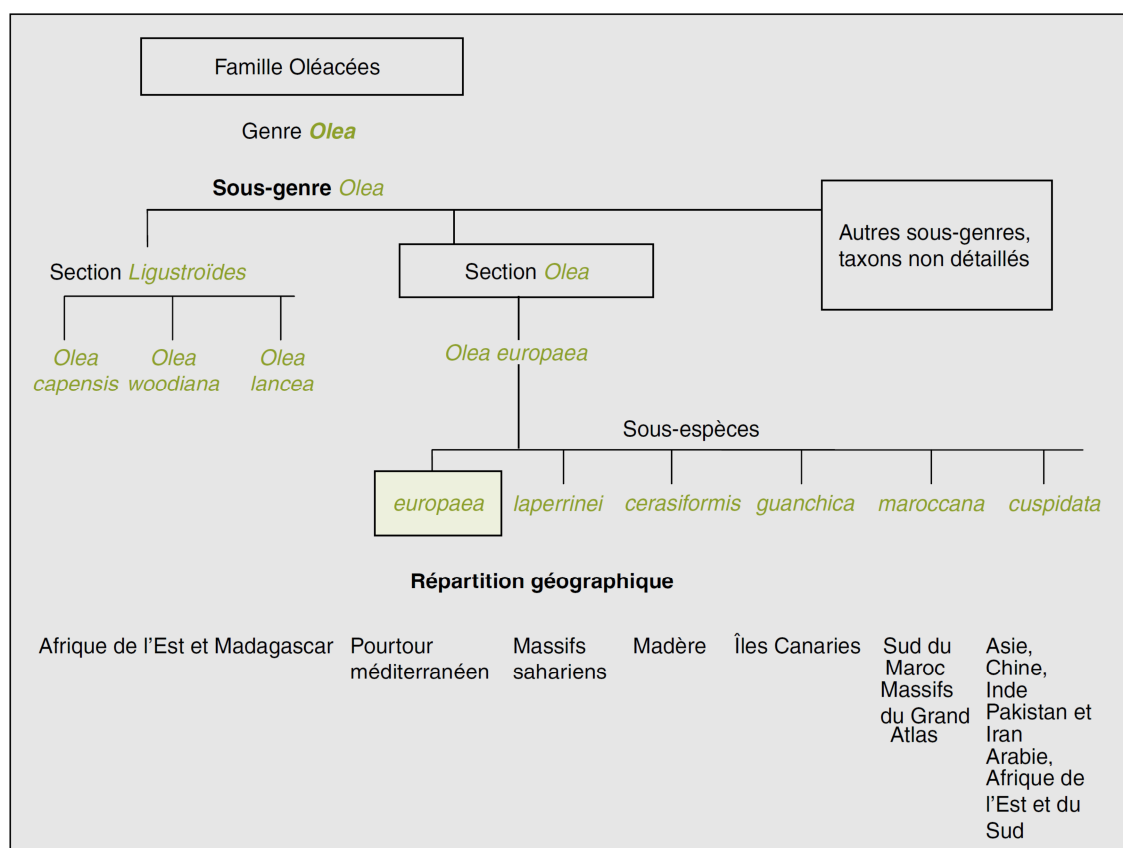 Famille Oléacées
Genre Olea
Sous-genre Olea
Autres sous-genres,
taxons non détaillés
Section Ligustroïdes
Section Olea
Olea
capensis
Olea
woodiana
Olea
lancea
Olea europaea
Sous-espèces
europaea
laperrinei
cerasiformis
guanchica
maroccana
cuspidata
Répartition géographique
Afrique de l'Est et Madagascar
Pourtour
méditerranéen
Massifs
sahariens
Madère
Îles Canaries
Sud du
Maroc
Massifs
du Grand
Atlas
Asie,
Chine,
Inde
Pakistan et
Iran
Arabie,
Afrique de
l'Est et du
Sud